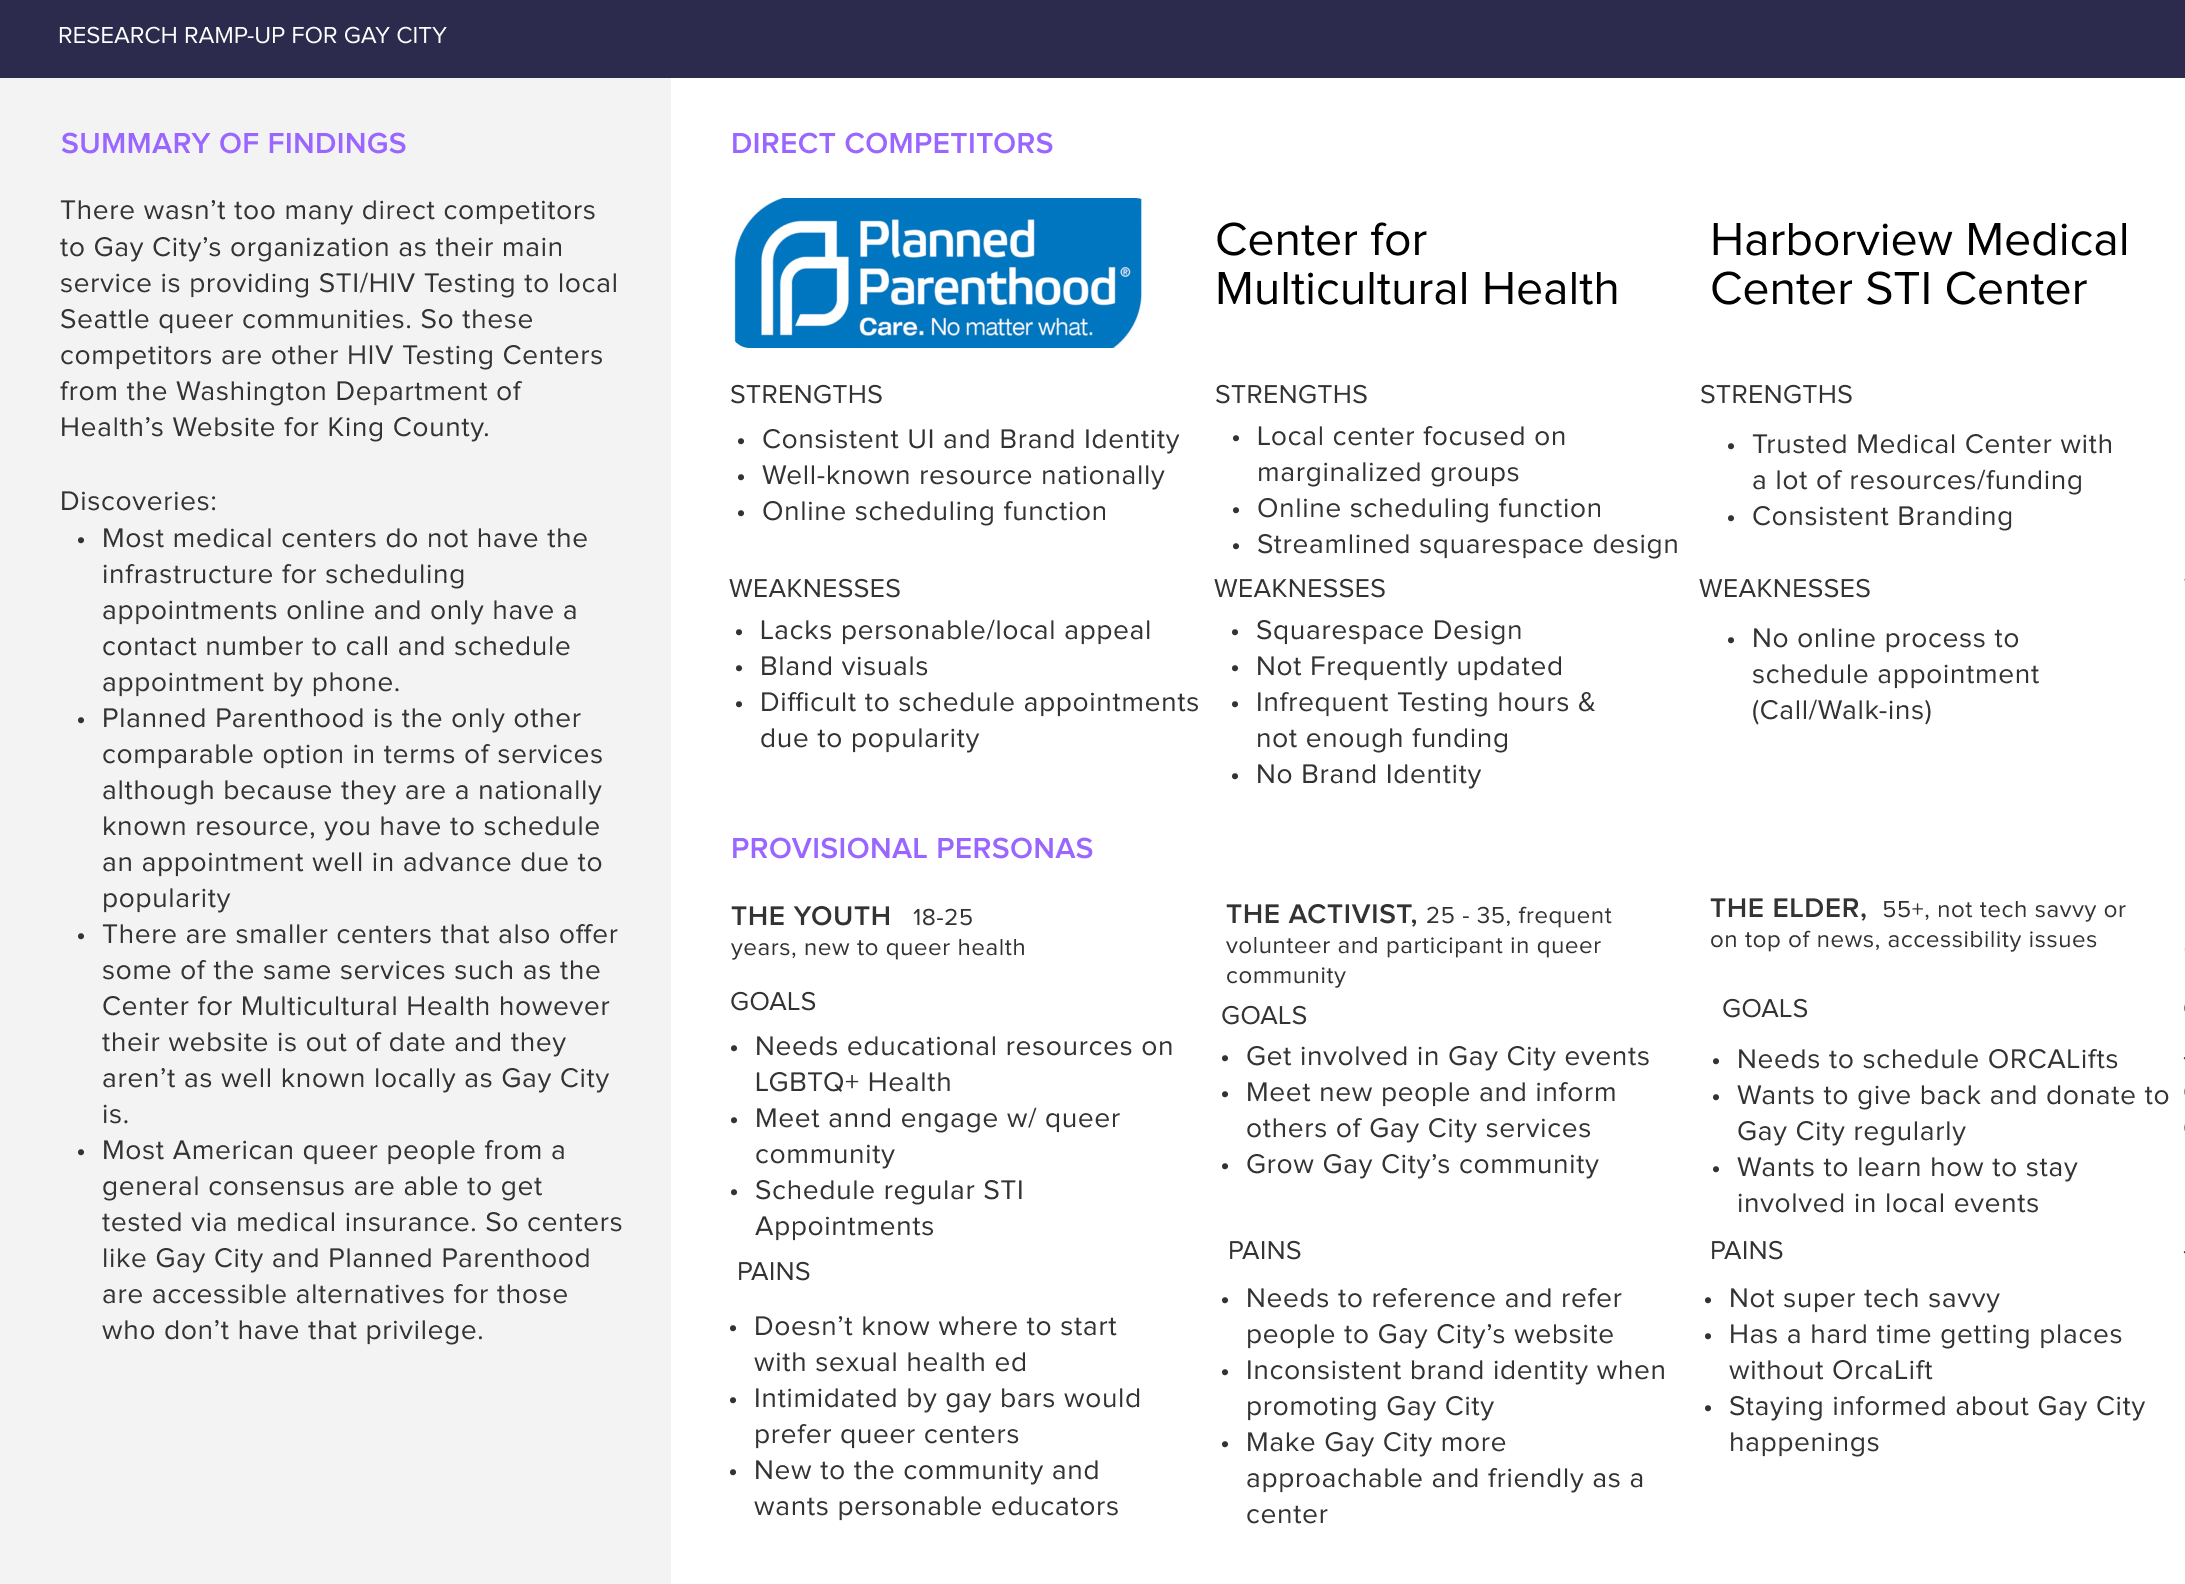 RESEARCH RAMP-UP FOR GAY CITY
SUMMARY OF FINDINGS
There wasn’t too many direct competitors
to Gay City’s organization as their main
service is providing STI/HIV Testing to local
Seattle queer communities. So these
competitors are other HIV Testing Centers
from the Washington Department of
Health’s Website for King County.
Discoveries:
• Most medical centers do not have the
infrastructure for scheduling
appointments online and only have a
contact number to call and schedule
appointment by phone.
• Planned Parenthood is the only other
comparable option in terms of services
although because they are a nationally
known resource, you have to schedule
an appointment well in advance due to
popularity
• There are smaller centers that also offer
some of the same services such as the
Center for Multicultural Health however
their website is out of date and they
aren’t as well known locally as Gay City
is.
• Most American queer people from a
general consensus are able to get
tested via medical insurance. So centers
like Gay City and Planned Parenthood
are accessible alternatives for those
who don’t have that privilege.
DIRECT COMPETITORS
Planned
Parenthood®
Care. No matter what.
STRENGTHS
• Consistent UI and Brand Identity
• Well-known resource nationally
• Online scheduling function
WEAKNESSES
• Lacks personable/local appeal
• Bland visuals
• Difficult to schedule appointments
due to popularity
Center for
Multicultural Health
STRENGTHS
• Local center focused on
marginalized groups
• Online scheduling function
• Streamlined squarespace design
WEAKNESSES
• Squarespace Design
• Not Frequently updated
• Infrequent Testing hours &
not enough funding
• No Brand Identity
Harborview Medical
Center STI Center
STRENGTHS
• Trusted Medical Center with
a lot of resources/funding
• Consistent Branding
WEAKNESSES
• No online process to
schedule appointment
(Call/Walk-ins)
PROVISIONAL PERSONAS
THE YOUTH 18-25
years, new to queer health
GOALS
• Needs educational resources on
LGBTQ+ Health
• Meet annd engage w/ queer
community
• Schedule regular STI
Appointments
PAINS
• Doesn’t know where to start
with sexual health ed
• Intimidated by gay bars would
prefer queer centers
• New to the community and
wants personable educators
THE ACTIVIST, 25 - 35, frequent
volunteer and participant in queer
community
GOALS
• Get involved in Gay City events
• Meet new people and inform
others of Gay City services
• Grow Gay City’s community
PAINS
• Needs to reference and refer
people to Gay City’s website
• Inconsistent brand identity when
promoting Gay City
• Make Gay City more
approachable and friendly as a
center
THE ELDER, 55+, not tech savvy or
on top of news, accessibility issues
GOALS
• Needs to schedule ORCALifts
• Wants to give back and donate to
Gay City regularly
• Wants to learn how to stay
involved in local events
PAINS
• Not super tech savvy
• Has a hard time getting places
without OrcaLift
• Staying informed about Gay City
happenings